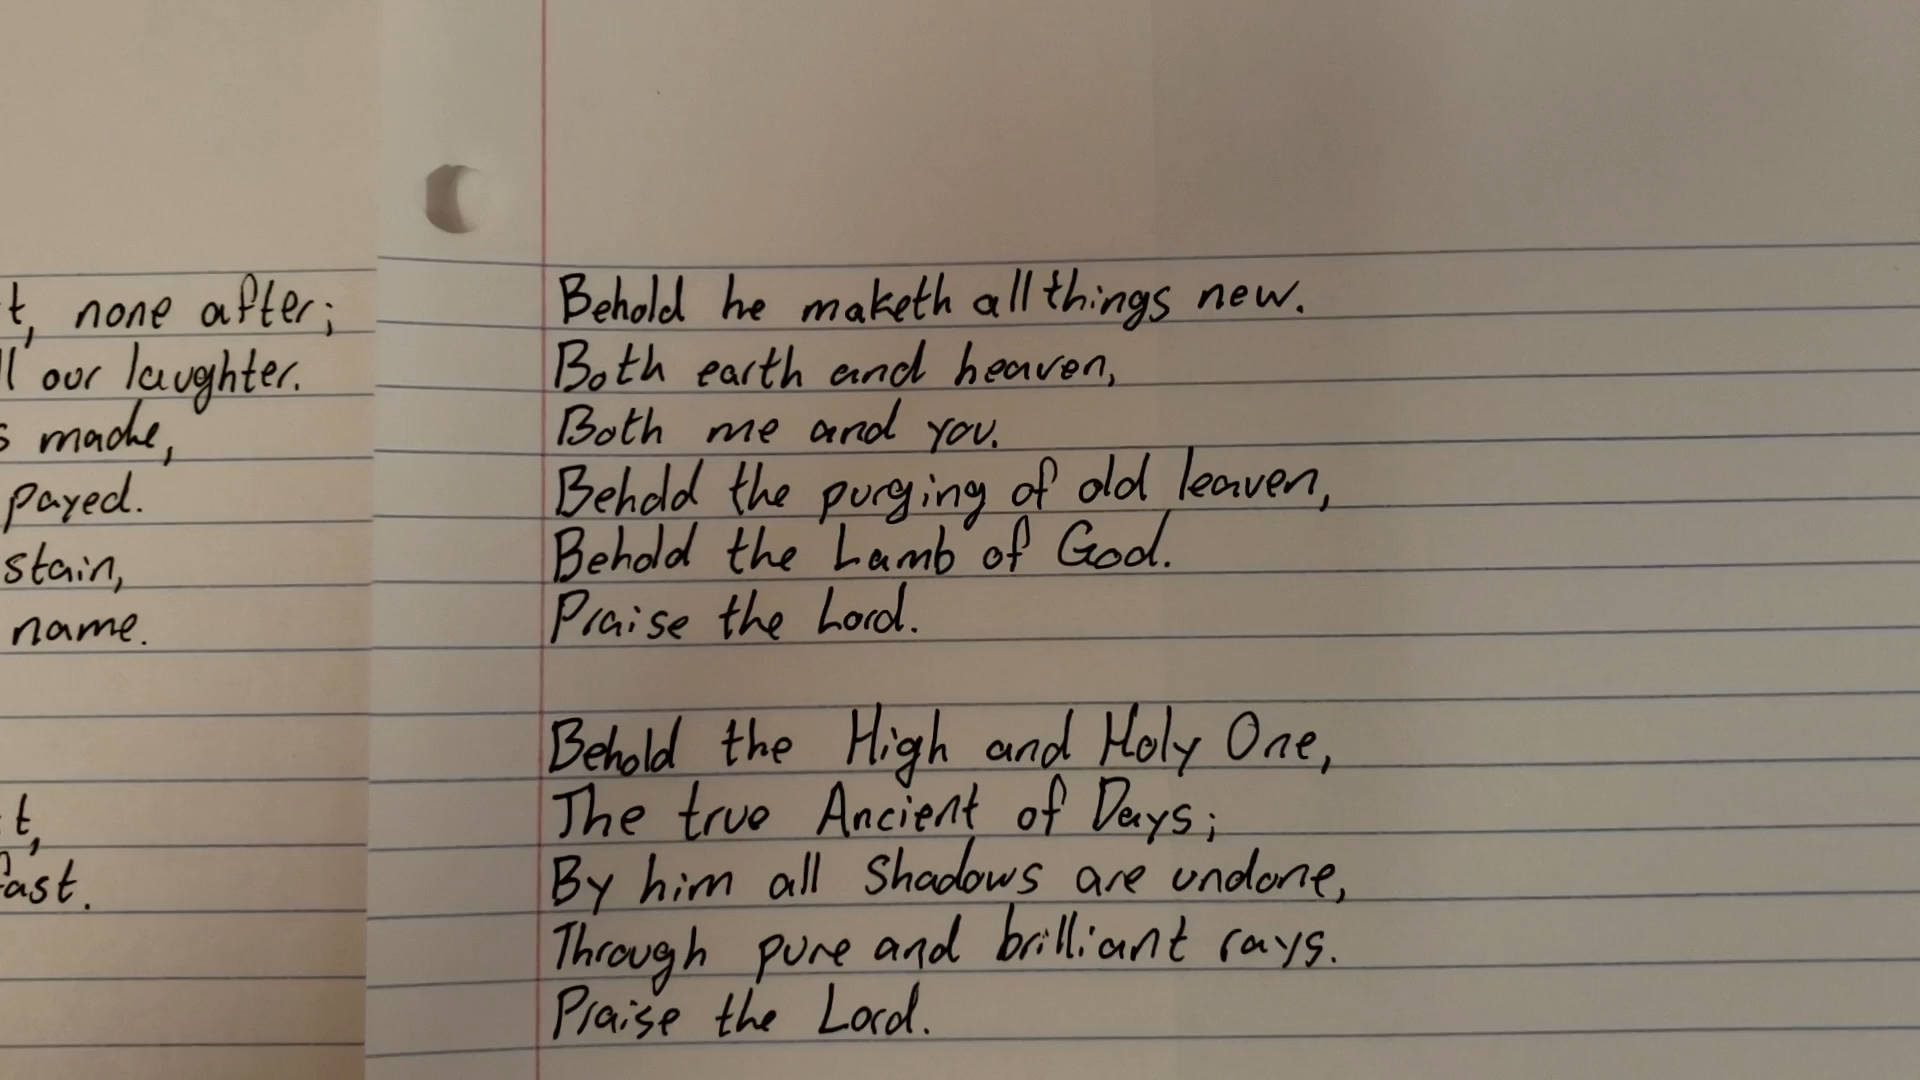 t, none after;
ll our laughter.
s made,
payed.
stain,
name.
t,
fast.
Behold he maketh all things new.
Both earth and heaven,
Both me and you.
Behold the purging of old leaven,
Behold the Lamb of God.
Praise the Lord.
Behold the High and Holy One,
The true Ancient of Days;
By him all Shadows are undone,
Through pure and brilliant rays.
Praise the Lord.